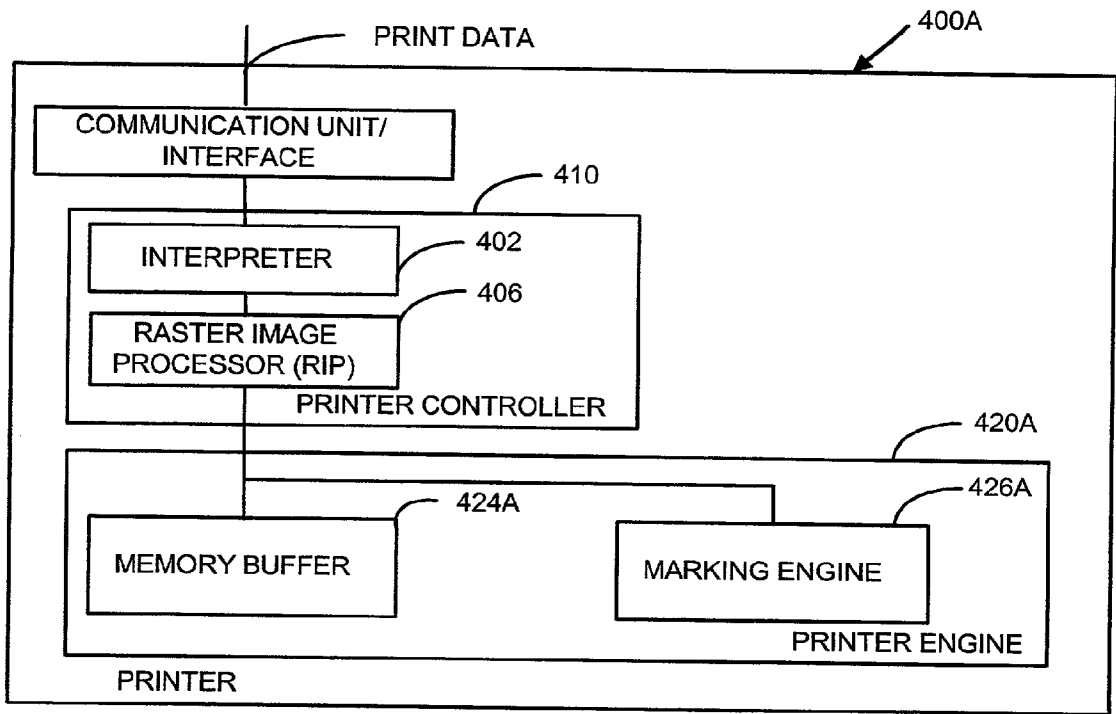 PRINT DATA
400A
COMMUNICATION UNIT/
INTERFACE
410
INTERPRETER
402
406
RASTER IMAGE
PROCESSOR (RIP)
PRINTER CONTROLLER
420A
424A
426A
MEMORY BUFFER
MARKING ENGINE
PRINTER ENGINE
PRINTER